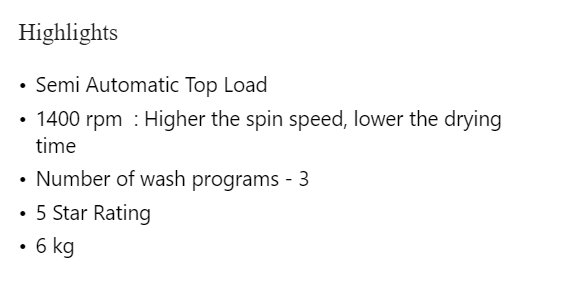 Highlights
• Semi Automatic Top Load
• 1400 rpm : Higher the spin speed, lower the drying
time
• Number of wash programs - 3
• 5 Star Rating
• 6 kg